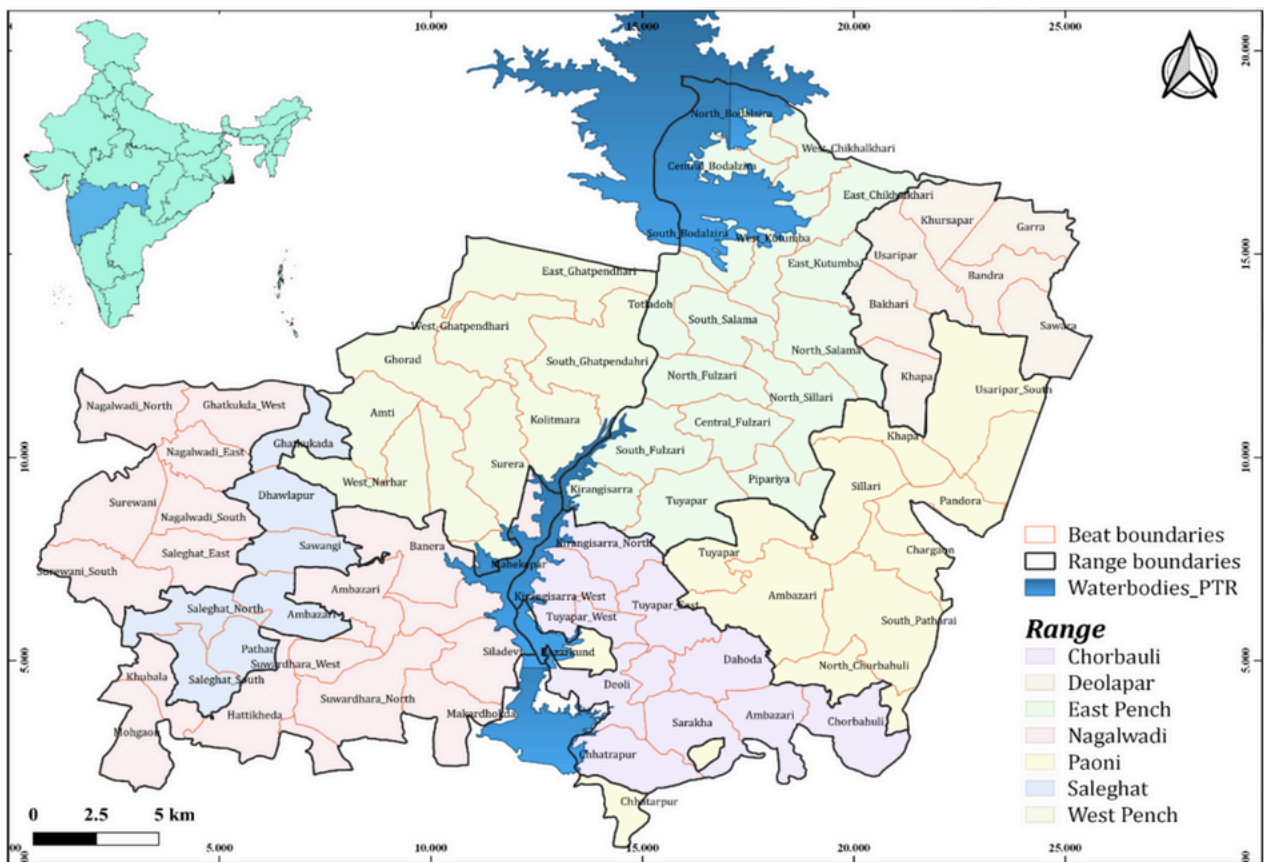 10.000
15.000
20.000
25.000
20.000
North_Bodalzira
West_Chikhalkhari
Central_Bodalzira
East_Chikhalkhari
Khursapar
Garra
South_Bodalzira
West_Kutumba
Usaripar
15.000
East_Kutumba
East_Ghatpendhari
Bandra
Totladoh
Bakhari
South_Salama
West_Ghatpendhari
Sawara
North_Salama
Ghorad
South_Ghatpendahri
North_Fulzari
Khapa
Usaripar_South
Nagalwadi_North
Ghatkukda_West
North_Sillari
Amti
Kolitmara
Central_Fulzari
Khapa
Ghatkukada
Nagalwadi_East
South_Fulzari
10.000
10.000
Surera
West_Narhar
Pipariya
Sillari
Kirangisarra
Dhawlapur
Surewani
Tuyapar
Pandora
Nagalwadi_South
Beat boundaries
Saleghat_East
Sawangi
Banera
Kirangisarra_North
Tuyapar
Chargaon
Range boundaries
Surewani_South
Mahekepar
Waterbodies_PTR
Ambazari
Kirangisarra_West
Ambazari
Saleghat_North
Ambazari
Tuyapar_West
Tuyapar_East
South_Patharai
Range
Pathar
Siladevi
Chorbauli
Suwardhara_West
Dahoda
North_Chorbahuli
5.000
5.000
Khubala
Saleghat_South
Deoli
Deolapar
Suwardhara_North
East Pench
Hattikheda
Makardhokda
Sarakha
Ambazari
Chorbahuli
Mohgaon
Nagalwadi
Chhatrapur
Paoni
Saleghat
Chhatarpur
0 2.5 5 km
West Pench
5.000
10.000
15.000
20.000
25.000